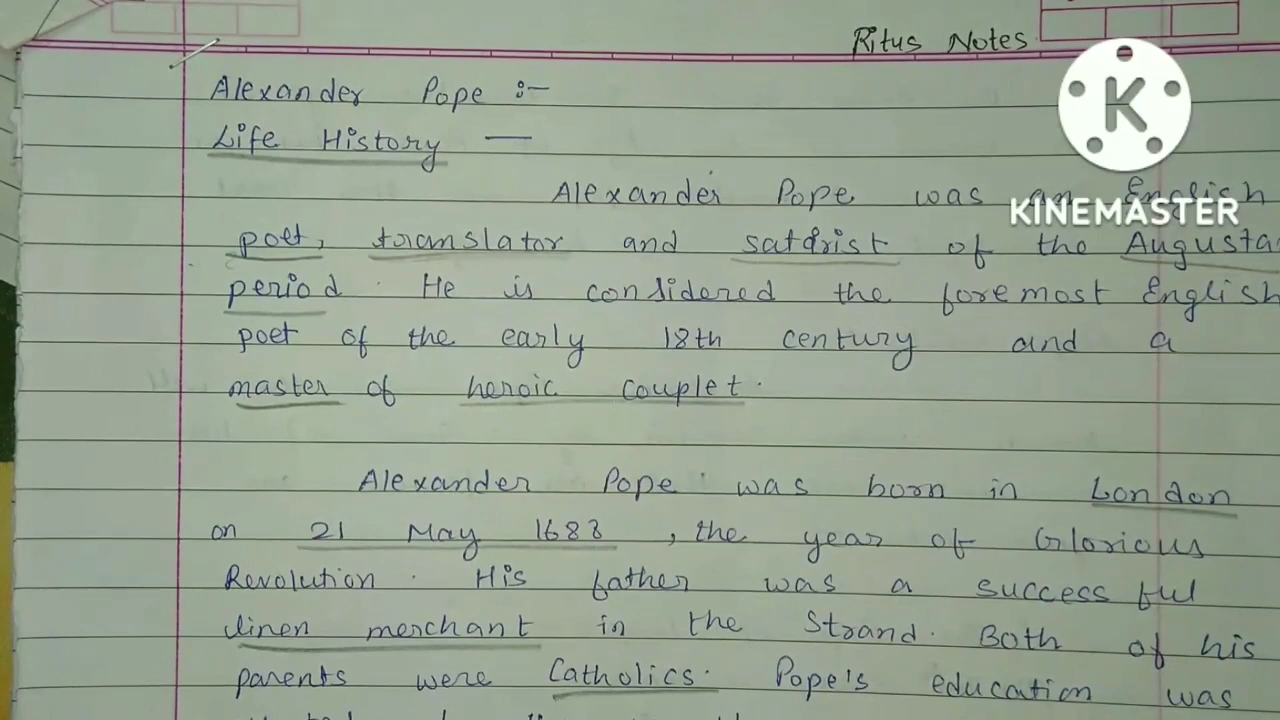 Ritus Notes
K
KINEMASTER
Alexander Pope :-
Life History —
Alexander Pope was an English
poet, translator and satirist of the Augusta
period. He is considered the foremost English
poet of the early 18th century and a
master of heroic couplet.
Alexander Pope was born in London
on 21 May 1688, the year of Glorious
Revolution. His father was a successful
linen merchant in the Strand. Both of his
parents were Catholics. Pope's education was